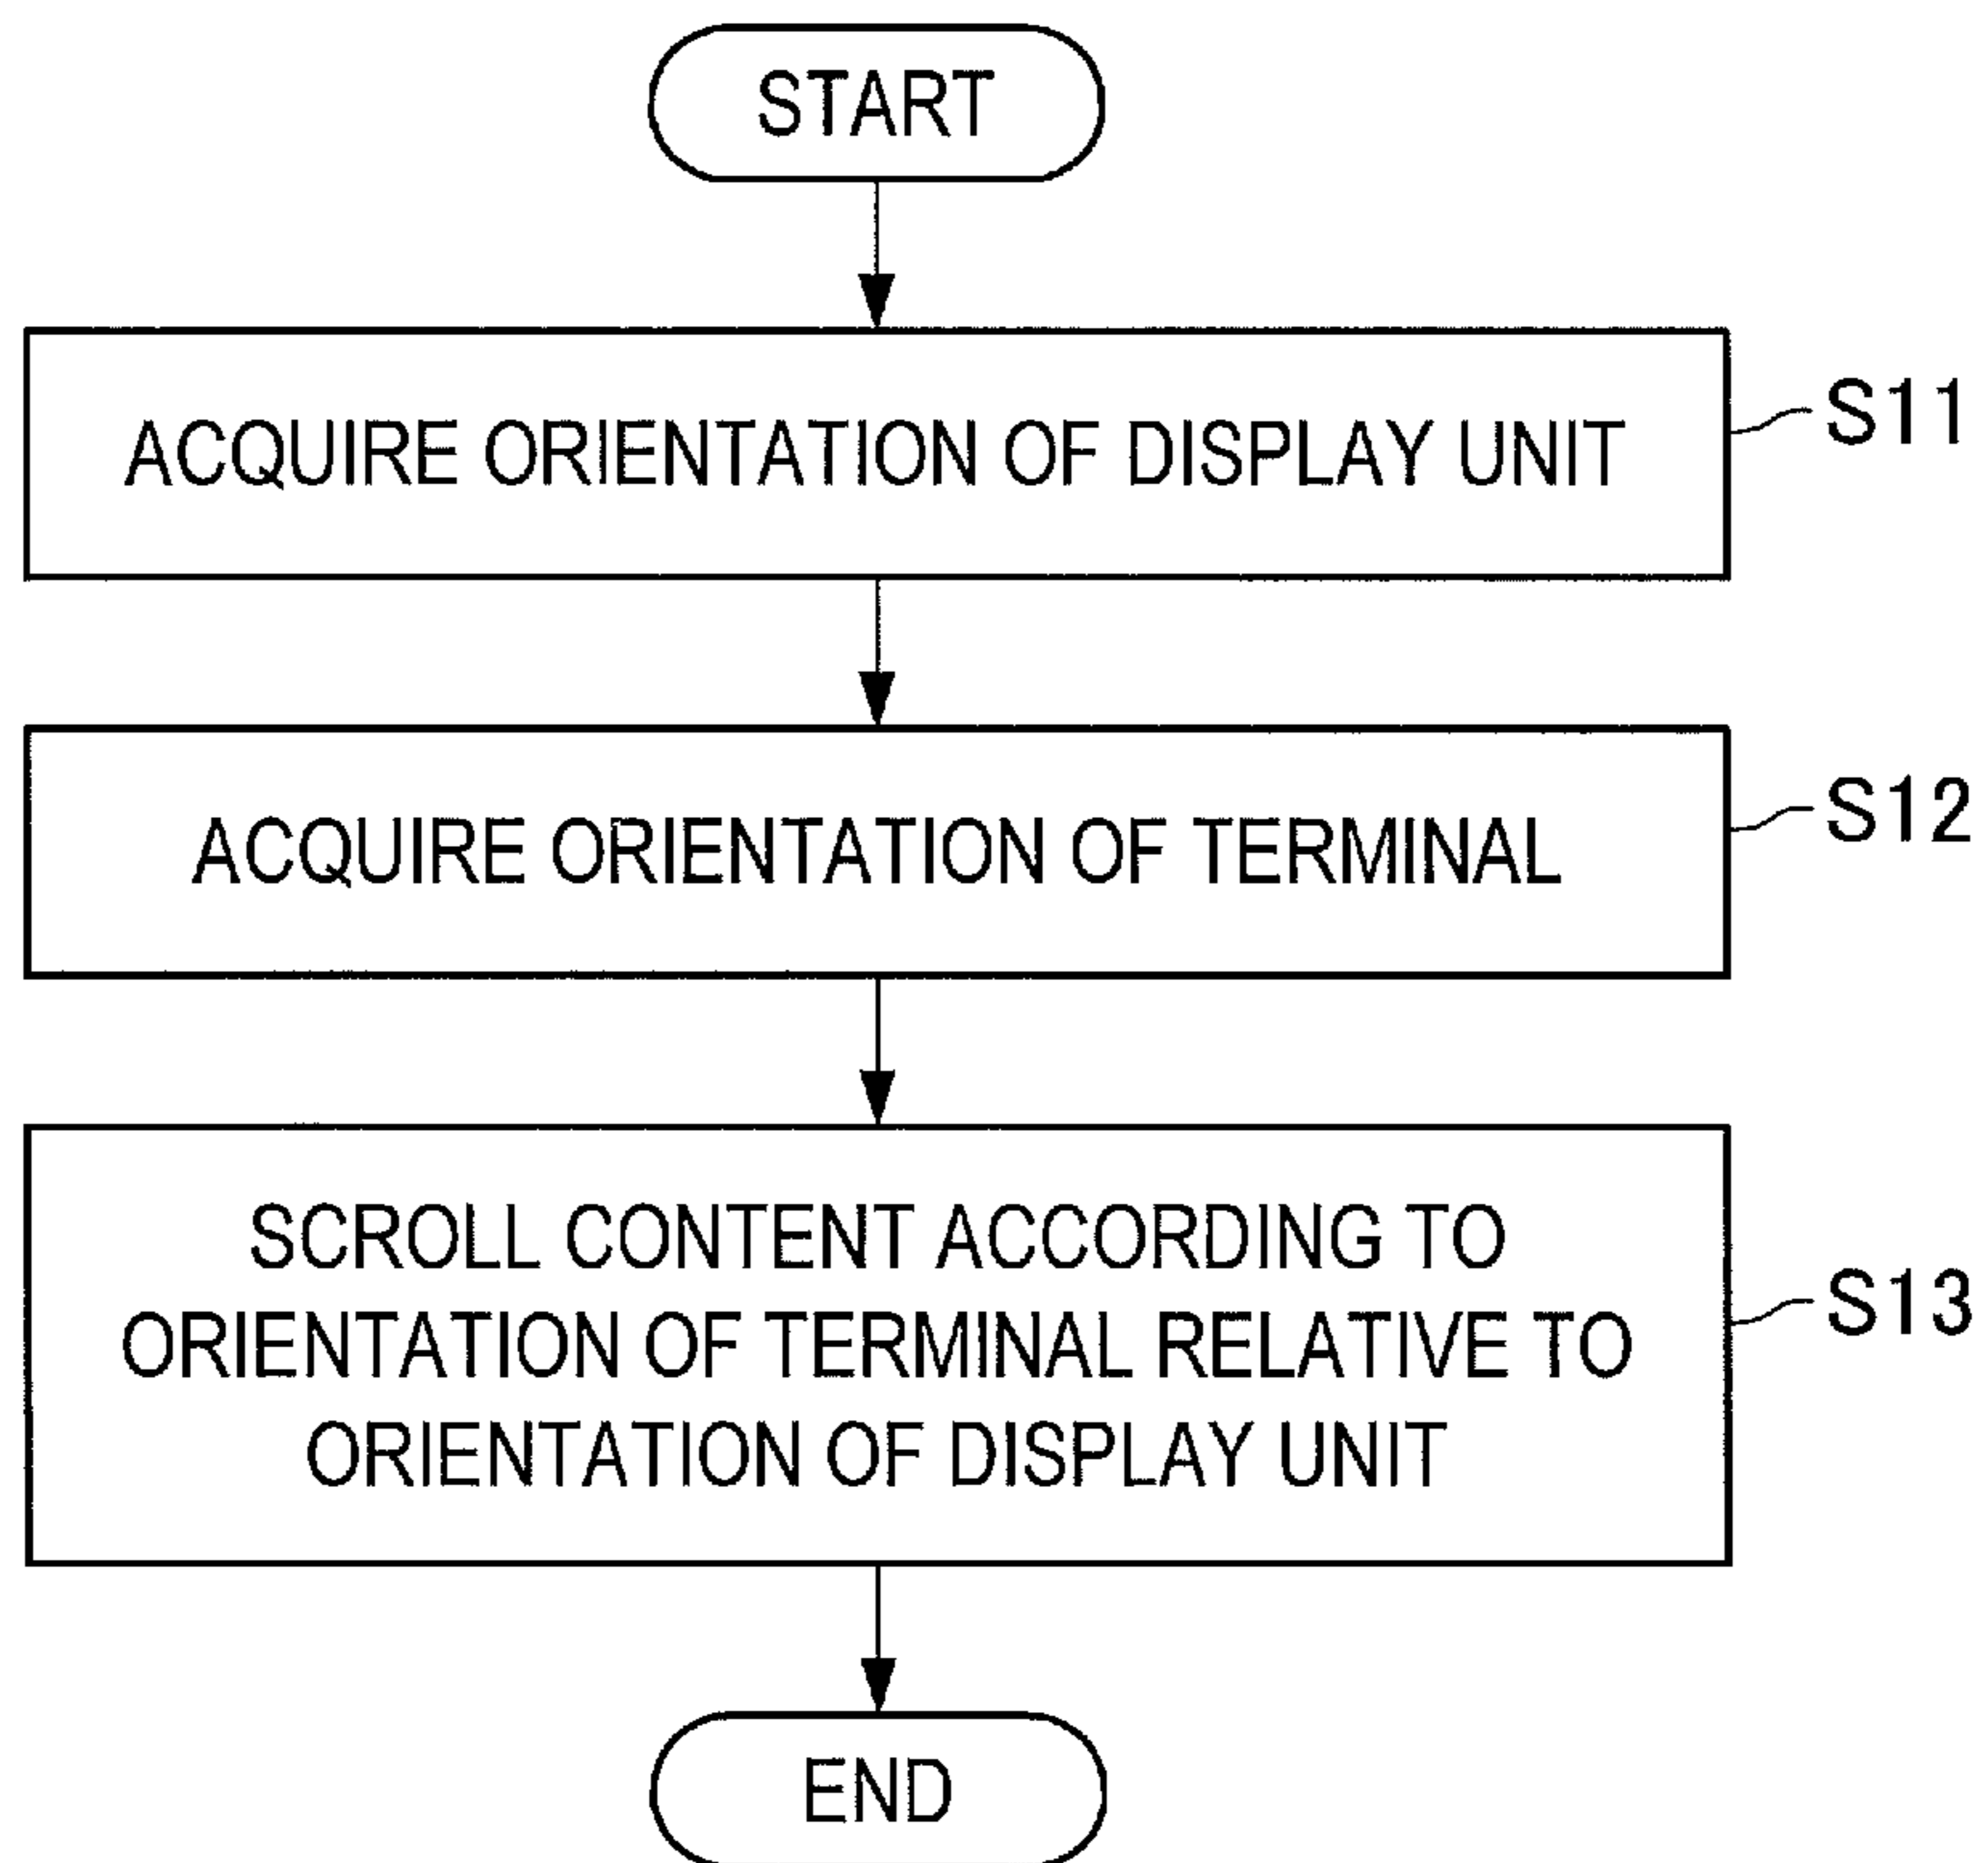 START
ACQUIRE ORIENTATION OF DISPLAY UNIT
S11
ACQUIRE ORIENTATION OF TERMINAL
S12
SCROLL CONTENT ACCORDING TO
ORIENTATION OF TERMINAL RELATIVE TO
ORIENTATION OF DISPLAY UNIT
S13
END